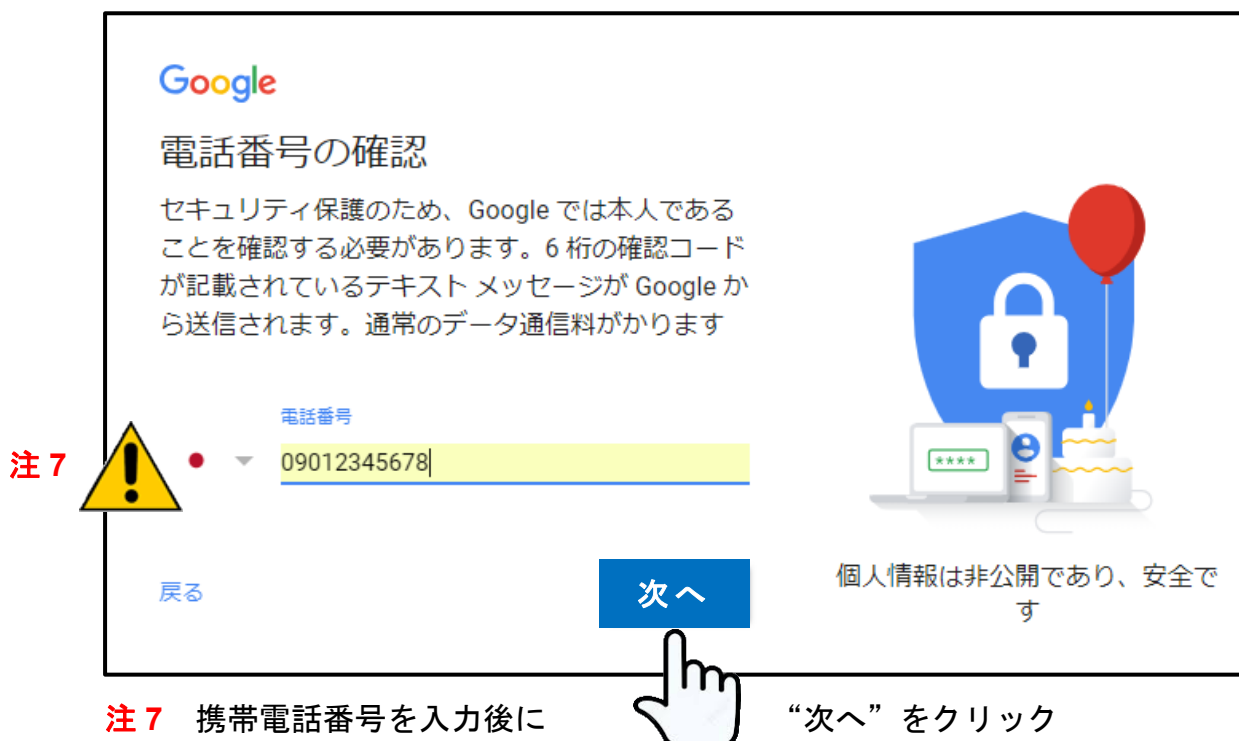 Google
電話番号の確認
セキュリティ保護のため、Google では本人である
ことを確認する必要があります。6 桁の確認コード
が記載されているテキスト メッセージが Google か
ら送信されます。通常のデータ通信料がかります
電話番号
注７
09012345678
****
戻る
次へ
個人情報は非公開であり、安全で
す
注７ 携帯電話番号を入力後に “次へ”をクリック